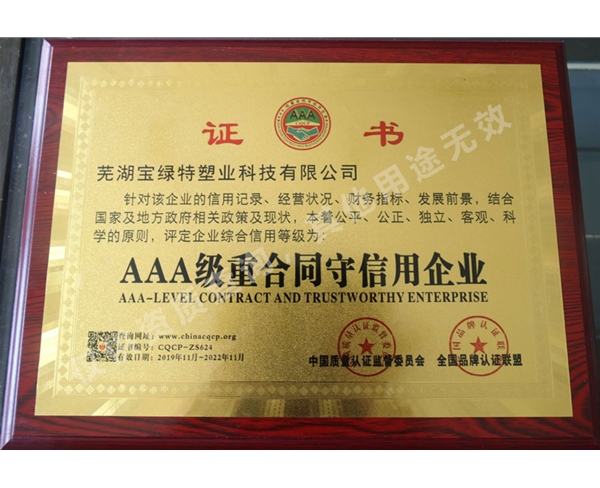 AAA
证 书
芜湖宝绿特塑业科技有限公司
针对该企业的信用记录、经营状况、财务指标、发展前景，结合
国家及地方政府相关政策及现状，本着公平、公正、独立、客观、科
学的原则，评定企业综合信用等级为：
AAA级重合同守信用企业
AAA-LEVEL CONTRACT AND TRUSTWORTHY ENTERPRISE
查询网址：www.chinacqcp.org
证书编号：CQCP-ZS624
有效日期：2019年11月-2022年11月
中国质量认证监督委员会 全国品牌认证联盟